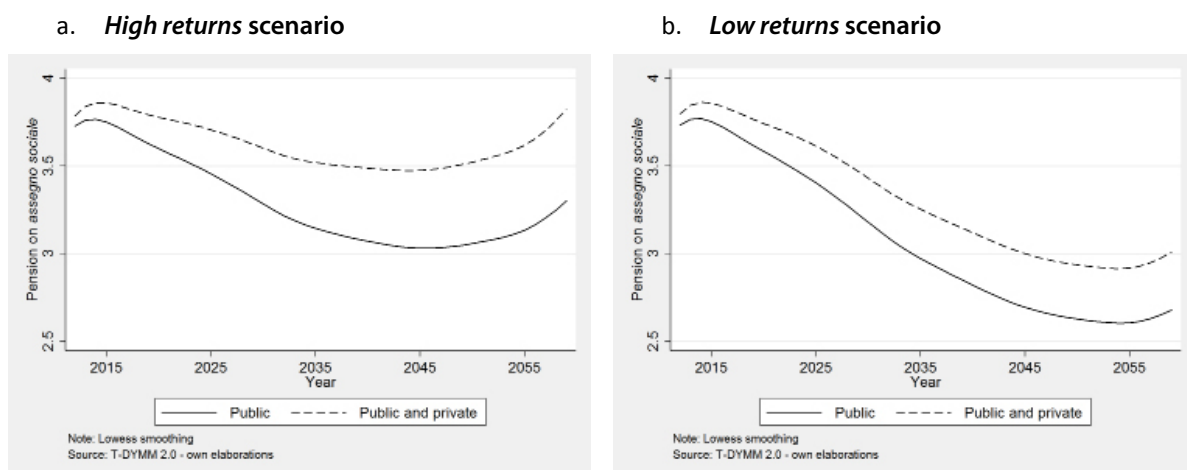 a. High returns scenario
Pension on assegno sociale
4
3.5
3
2.5
2015 2025 2035 2045 2055
Year
Public Public and private
Note: Lowess smoothing
Source: T-DYMM 2.0 - own elaborations
b. Low returns scenario
Pension on assegno sociale
4
3.5
3
2.5
2015 2025 2035 2045 2055
Year
Public Public and private
Note: Lowess smoothing
Source: T-DYMM 2.0 - own elaborations